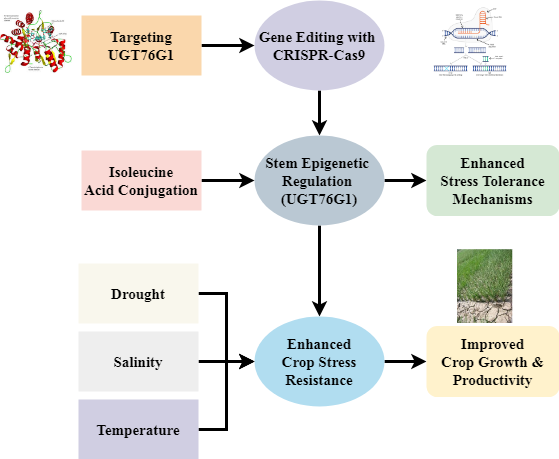 Targeting
UGT76G1
Gene Editing with
CRISPR-Cas9
Isoleucine
Acid Conjugation
Stem Epigenetic
Regulation
(UGT76G1)
Enhanced
Stress Tolerance
Mechanisms
Drought
Salinity
Temperature
Enhanced
Crop Stress
Resistance
Improved
Crop Growth &
Productivity